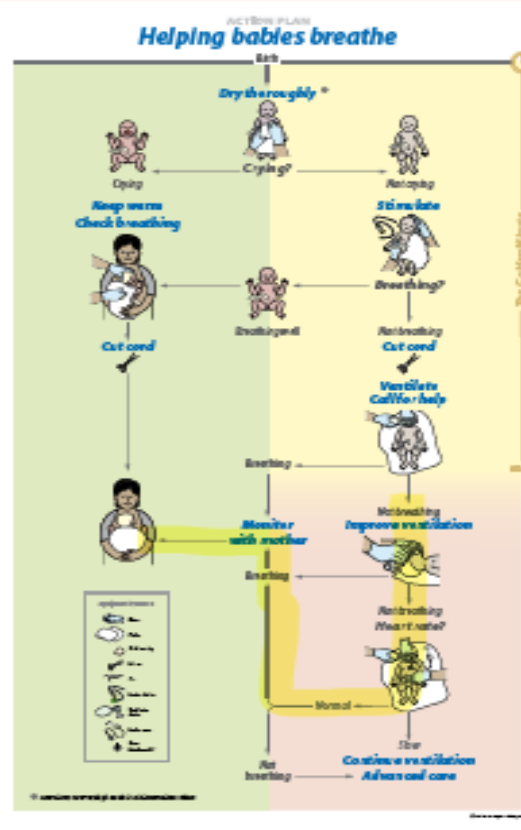 ACTION PLAN
Helping babies breathe
Birth
Dry thoroughly *
Crying?
Crying
Not crying
Keep warm
Check breathing
Stimulate
Breathing?
Breathing well
Not breathing
Cut cord
Cut cord
Ventilate
Call for help
Breathing
Not breathing
Monitor
with mother
Improve ventilation
Breathing
Not breathing
Heart rate?
Normal
Slow
Not
breathing
Continue ventilation
Advanced care